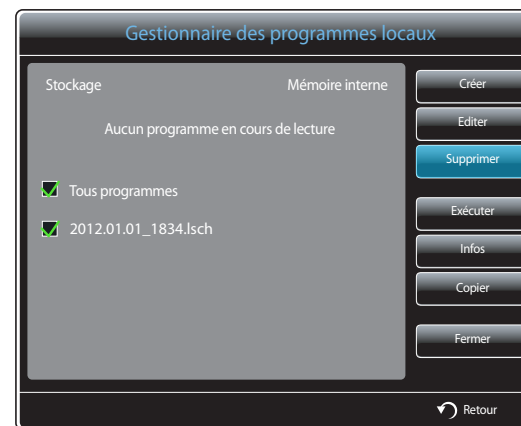 Gestionnaire des programmes locaux
Stockage Mémoire interne
Aucun programme en cours de lecture
Tous programmes
2012.01.01_1834.lsch
Créer
Editer
Supprimer
Exécuter
Infos
Copier
Fermer
Retour